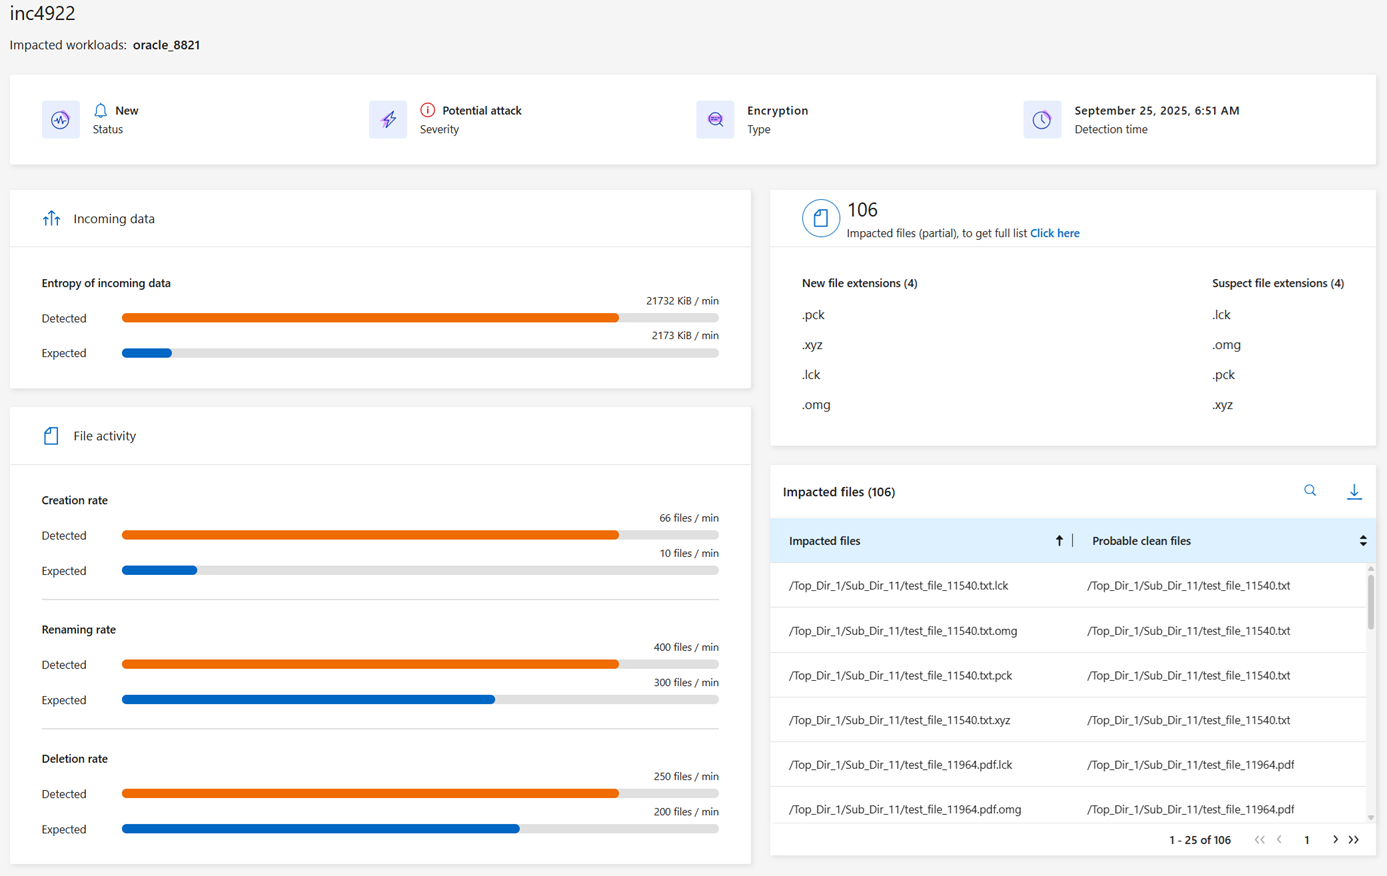 inc4922
Impacted workloads: oracle_8821
New
Status
Potential attack
Severity
Encryption
Type
September 25, 2025, 6:51 AM
Detection time
Incoming data
Entropy of incoming data
21732 KiB / min
Detected
2173 KiB / min
Expected
File activity
Creation rate
66 files / min
Detected
10 files / min
Expected
Renaming rate
400 files / min
Detected
300 files / min
Expected
Deletion rate
250 files / min
Detected
200 files / min
Expected
106
Impacted files (partial), to get full list Click here
New file extensions (4)
.pck
.xyz
.lck
.omg
Suspect file extensions (4)
.lck
.omg
.pck
.xyz
Impacted files (106)
Impacted files Probable clean files
/Top_Dir_1/Sub_Dir_11/test_file_11540.txt.lck /Top_Dir_1/Sub_Dir_11/test_file_11540.txt
/Top_Dir_1/Sub_Dir_11/test_file_11540.txt.omg /Top_Dir_1/Sub_Dir_11/test_file_11540.txt
/Top_Dir_1/Sub_Dir_11/test_file_11540.txt.pck /Top_Dir_1/Sub_Dir_11/test_file_11540.txt
/Top_Dir_1/Sub_Dir_11/test_file_11540.txt.xyz /Top_Dir_1/Sub_Dir_11/test_file_11540.txt
/Top_Dir_1/Sub_Dir_11/test_file_11964.pdf.lck /Top_Dir_1/Sub_Dir_11/test_file_11964.pdf
/Top_Dir_1/Sub_Dir_11/test_file_11964.pdf.omg /Top_Dir_1/Sub_Dir_11/test_file_11964.pdf
1 - 25 of 106 << < 1 > >>